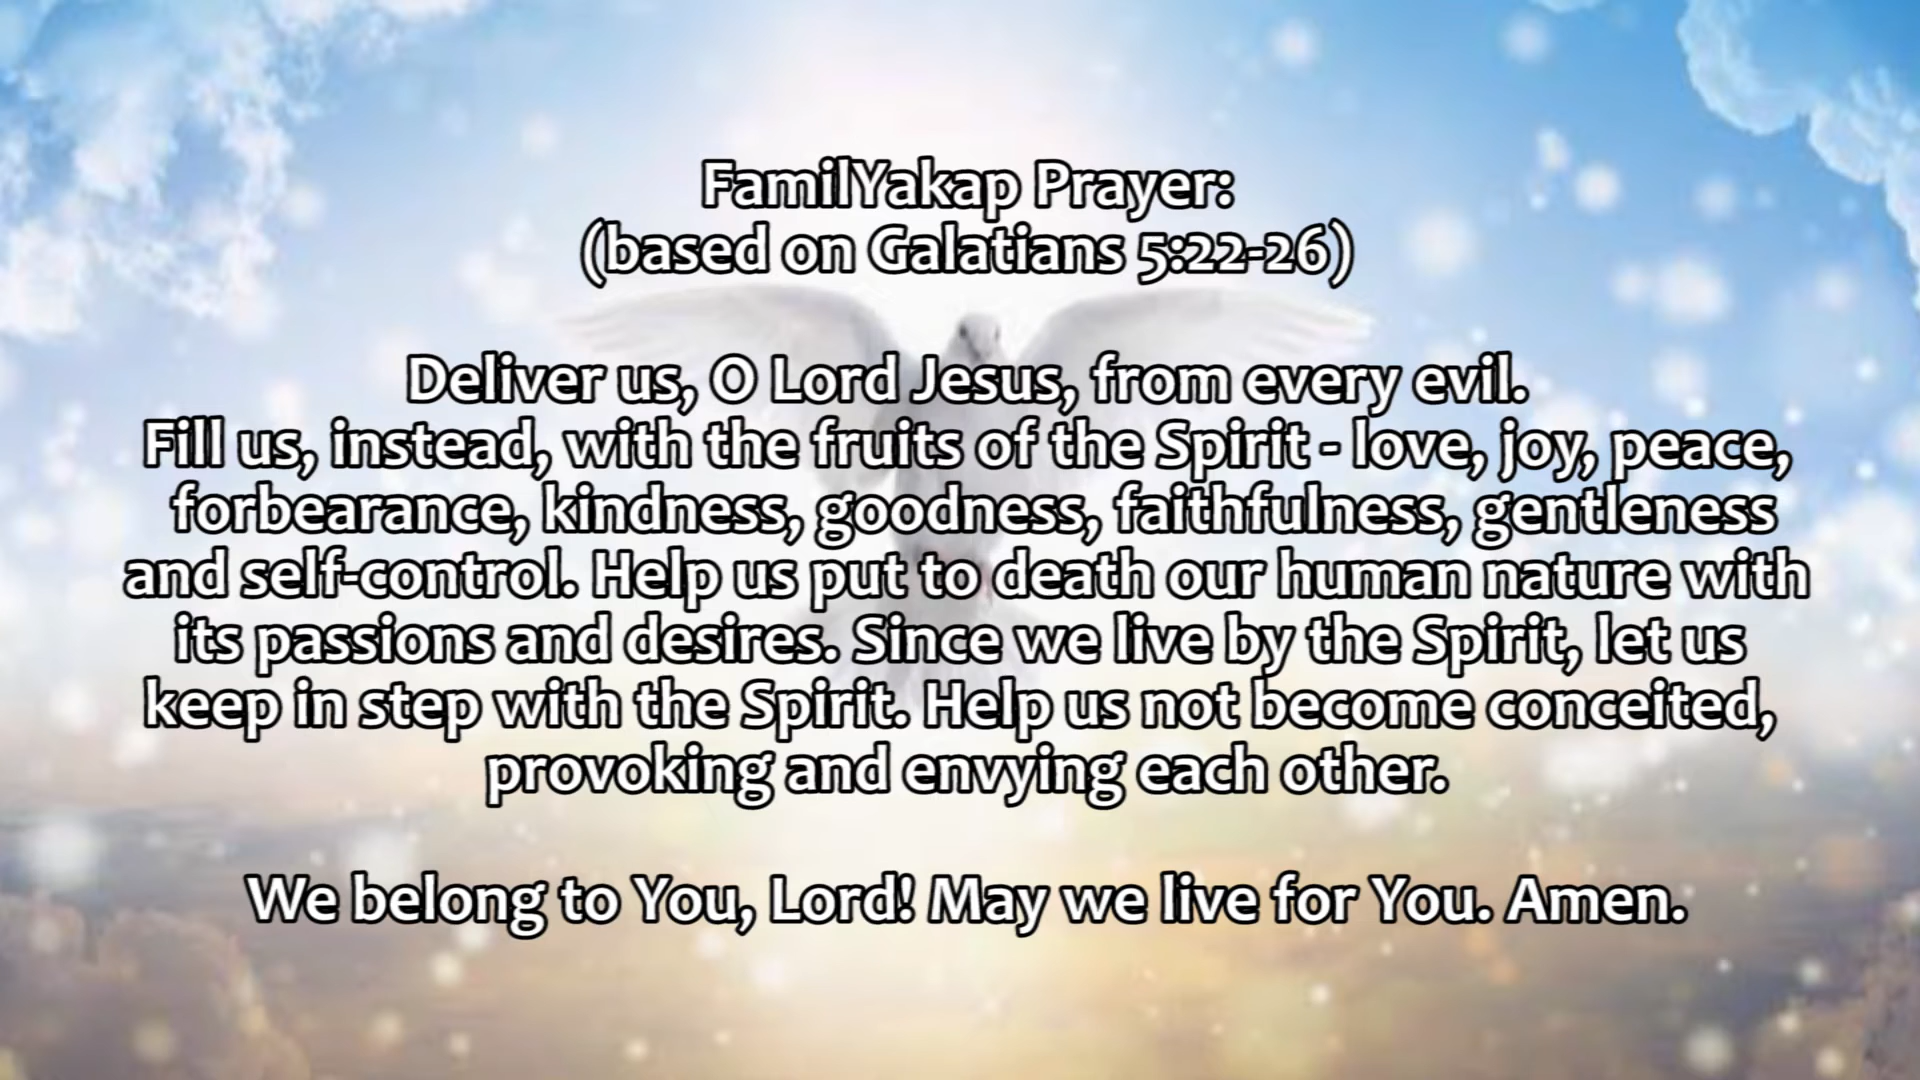 FamilYakap Prayer:
(based on Galatians 5:22-26)
Deliver us, O Lord Jesus, from every evil.
Fill us, instead, with the fruits of the Spirit - love, joy, peace,
forbearance, kindness, goodness, faithfulness, gentleness
and self-control. Help us put to death our human nature with
its passions and desires. Since we live by the Spirit, let us
keep in step with the Spirit. Help us not become conceited,
provoking and envying each other.
We belong to You, Lord! May we live for You. Amen.